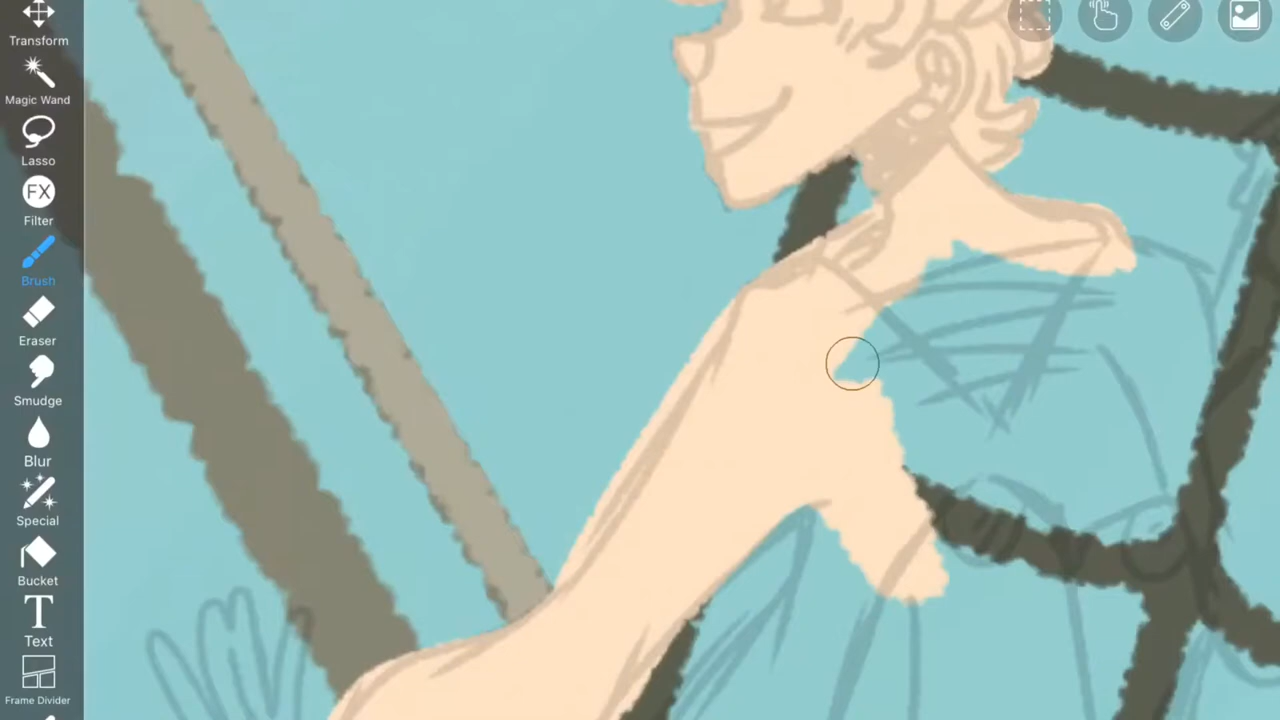 Transform
Magic Wand
Lasso
FX
Filter
Brush
Eraser
Smudge
Blur
Special
Bucket
T
Text
Frame Divider